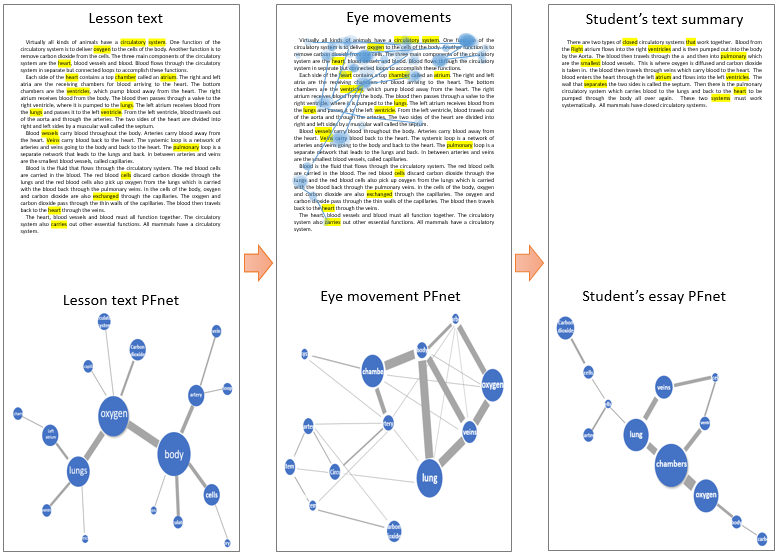 Lesson text
Virtually all kinds of animals have a circulatory system. One function of the
circulatory system is to deliver oxygen to the cells of the body. Another function is to
remove carbon dioxide from the cells. The three main components of the circulatory
system are the heart, blood vessels and blood. Blood flows through the circulatory
system in separate but connected loops to accomplish these functions.
Each side of the heart contains a top chamber called an atrium. The right and left
atria are the receiving chambers for blood arriving to the heart. The two bottom
chambers are the ventricles, which pump blood away from the heart. The right
atrium receives blood from the body. The blood then passes through a valve to the right
ventricle, where it is pumped to the lungs. The left atrium receives blood from
the lungs and passes it to the left ventricle. From the left ventricle, blood travels out
of the aorta and through arteries. The two sides of the heart are divided into
right and left sides by a muscular wall called the septum.
Blood vessels carry blood throughout the body. Arteries carry blood away from
the heart. Veins carry blood back to the heart. The systemic loop is a network of
arteries and veins going to the body and back to the heart. The pulmonary loop is a
separate network that leads to the lungs and back. In between arteries and veins
are the smallest blood vessels, called capillaries.
Blood is the fluid that flows through the circulatory system. The red blood cells
are carried in the blood. The red blood cells discard carbon dioxide through the
lungs and the red blood cells also pick up oxygen from the lungs which is carried
with the blood back through the pulmonary veins. In the cells of the body, oxygen
and carbon dioxide are also exchanged through the capillaries. The oxygen and
carbon dioxide pass through the thin walls of the capillaries. The blood then travels
back to the heart through the veins.
The heart, blood vessels and blood must all function together. The circulatory
system also carries out other essential functions. All mammals have a circulatory
system.
Lesson text PFnet
Carbon
dioxide
artery
oxygen
left
atrium
body
lungs
cells
Eye movements
Virtually all kinds of animals have a circulatory system. One function of the
circulatory system is to deliver oxygen to the cells of the body. Another function is to
remove carbon dioxide from the cells. The three main components of the circulatory
system are the heart, blood vessels and blood. Blood flows through the circulatory
system in separate but connected loops to accomplish these functions.
Each side of the heart contains a top chamber called an atrium. The right and left
atria are the receiving chambers for blood arriving to the heart. The two bottom
chambers are the ventricles, which pump blood away from the heart. The right
atrium receives blood from the body. The blood then passes through a valve to the
right ventricle, where it is pumped to the lungs. The left atrium receives blood from
the lungs and passes it to the left ventricle. From the left ventricle, blood travels out
of the aorta and through arteries. The two sides of the heart are divided into
right and left sides by a muscular wall called the septum.
Blood vessels carry blood throughout the body. Arteries carry blood away from
the heart. Veins carry blood back to the heart. The systemic loop is a network of
arteries and veins going to the body and back to the heart. The pulmonary loop is a
separate network that leads to the lungs and back. In between arteries and veins
are the smallest blood vessels, called capillaries.
Blood is the fluid that flows through the circulatory system. The red blood cells
are carried in the blood. The red blood cells discard carbon dioxide through the
lungs and the red blood cells also pick up oxygen from the lungs which is carried
with the blood back through the pulmonary veins. In the cells of the body, oxygen
and carbon dioxide are also exchanged through the capillaries. The oxygen and
carbon dioxide pass through the thin walls of the capillaries. The blood then travels
back to the heart through the veins.
The heart, blood vessels and blood must all function together. The circulatory
system also carries out other essential functions. All mammals have a circulatory
system.
Eye movement PFnet
chambe
oxygen
veins
lung
Student's text summary
There are two types of closed circulatory systems that work together. Blood from
the Right atrium flows into the right ventricles and is then pumped out into the body
by the Aorta. The blood then travels through the a and then into pulmonary which
are the smallest blood vessels. This is where oxygen is diffused and carbon dioxide
is taken in. the blood then travels through veins which carry blood to the heart. The
blood enters the heart through the left atrium and flows into the left ventricles. The
wall that separates the two sides is called the septum. There is the pulmonary
circulatory system which carries blood to the lungs and back to the heart to be
pumped through the body all over again. These two systems must work
systematically. All mammals have closed circulatory systems.
Student's essay PFnet
Carbon
dioxide
cells
veins
lung
chambers
oxygen
body